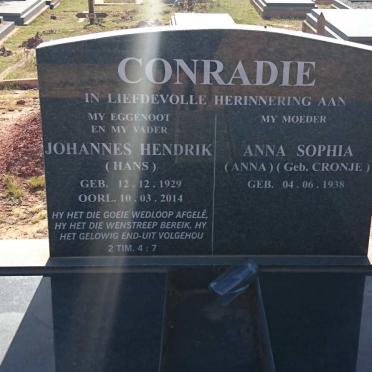 CONRADIE
IN LIEFDEVOLLE HERINNERING AAN
MY EGGENOOT
EN MY VADER
JOHANNES HENDRIK
(HANS)
GEB. 12.12.1929
OORL. 10.03.2014
HY HET DIE GOEIE WEDLOOP AFGELÊ,
HY HET DIE WENSTREEP BEREIK, HY
HET GELOWIG END-UIT VOLGEHOU
2 TIM. 4:7
MY MOEDER
ANNA SOPHIA
(ANNA) (Geb. CRONJE)
GEB. 04.06.1938